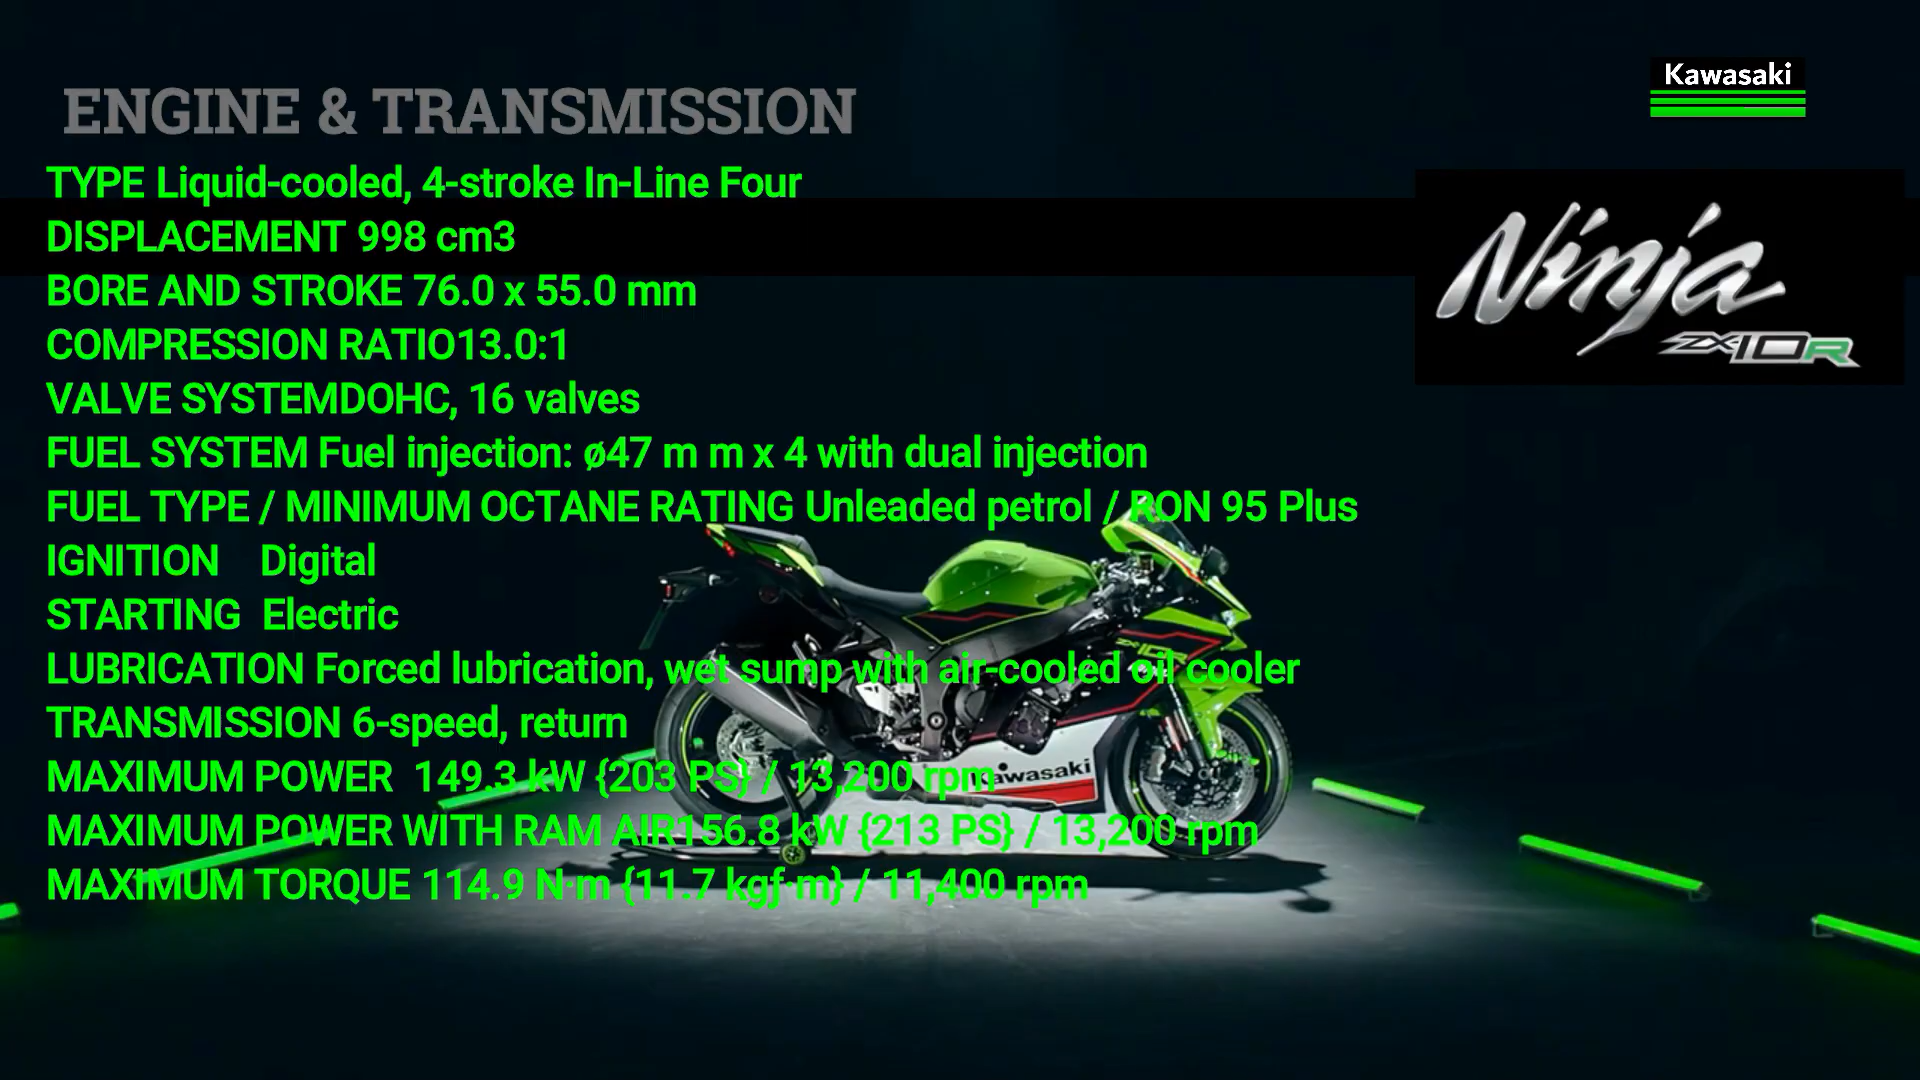 Kawasaki
ENGINE & TRANSMISSION
TYPE Liquid-cooled, 4-stroke In-Line Four
DISPLACEMENT 998 cm3
BORE AND STROKE 76.0 x 55.0 mm
COMPRESSION RATIO13.0:1
VALVE SYSTEMDOHC, 16 valves
FUEL SYSTEM Fuel injection: ø47 m m x 4 with dual injection
FUEL TYPE / MINIMUM OCTANE RATING Unleaded petrol / RON 95 Plus
IGNITION Digital
STARTING Electric
LUBRICATION Forced lubrication, wet sump with air-cooled oil cooler
TRANSMISSION 6-speed, return
MAXIMUM POWER 149.3 kW {203 PS} / 13,200 rpm
MAXIMUM POWER WITH RAM AIR156.8 kW {213 PS} / 13,200 rpm
MAXIMUM TORQUE 114.9 N·m {11.7 kgf·m} / 11,400 rpm
Ninja
ZX-10R
ZX-10R
Kawasaki